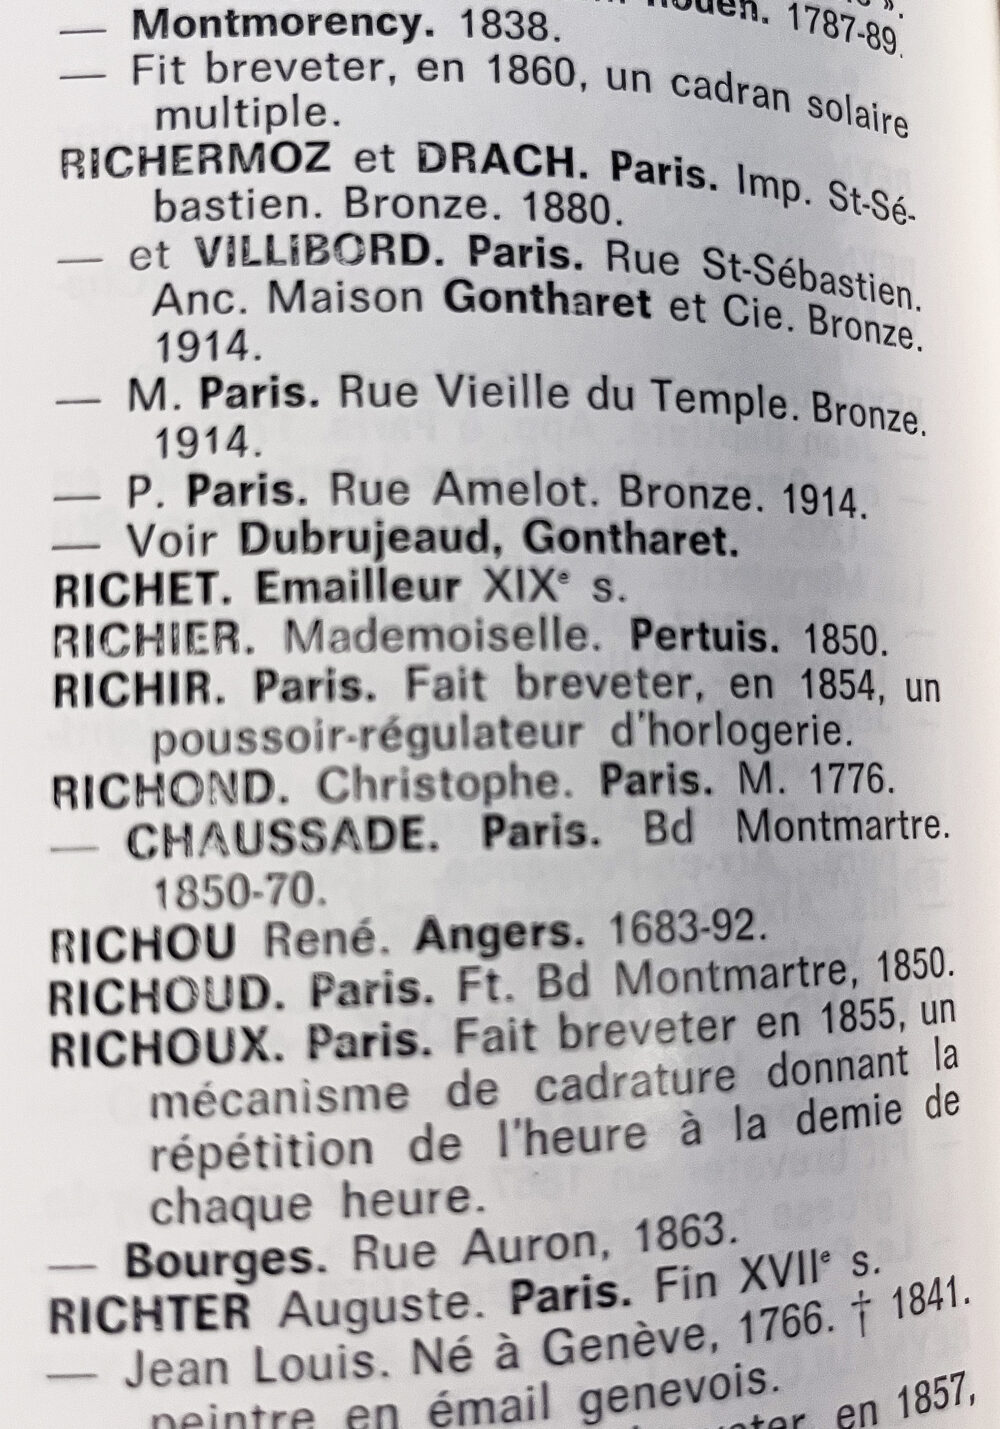 Rouen. 1787-89.
— Montmorency. 1838.
— Fit breveter, en 1860, un cadran solaire
multiple.
RICHERMOZ et DRACH. Paris. Imp. St-Sé-
bastien. Bronze. 1880.
— et VILLIBORD. Paris. Rue St-Sébastien.
Anc. Maison Gontharet et Cie. Bronze.
1914.
— M. Paris. Rue Vieille du Temple. Bronze.
1914.
— P. Paris. Rue Amelot. Bronze. 1914.
— Voir Dubrujeaud, Gontharet.
RICHET. Emailleur XIXe s.
RICHIER. Mademoiselle. Pertuis. 1850.
RICHIR. Paris. Fait breveter, en 1854, un
poussoir-régulateur d'horlogerie.
RICHOND. Christophe. Paris. M. 1776.
— CHAUSSADE. Paris. Bd Montmartre.
1850-70.
RICHOU René. Angers. 1683-92.
RICHOUD. Paris. Ft. Bd Montmartre, 1850.
RICHOUX. Paris. Fait breveter en 1855, un
mécanisme de cadrature donnant la
répétition de l'heure à la demie de
chaque heure.
— Bourges. Rue Auron, 1863.
RICHTER Auguste. Paris. Fin XVIIe s.
— Jean Louis. Né à Genève, 1766. † 1841.
peintre en émail genevois.
en 1857,